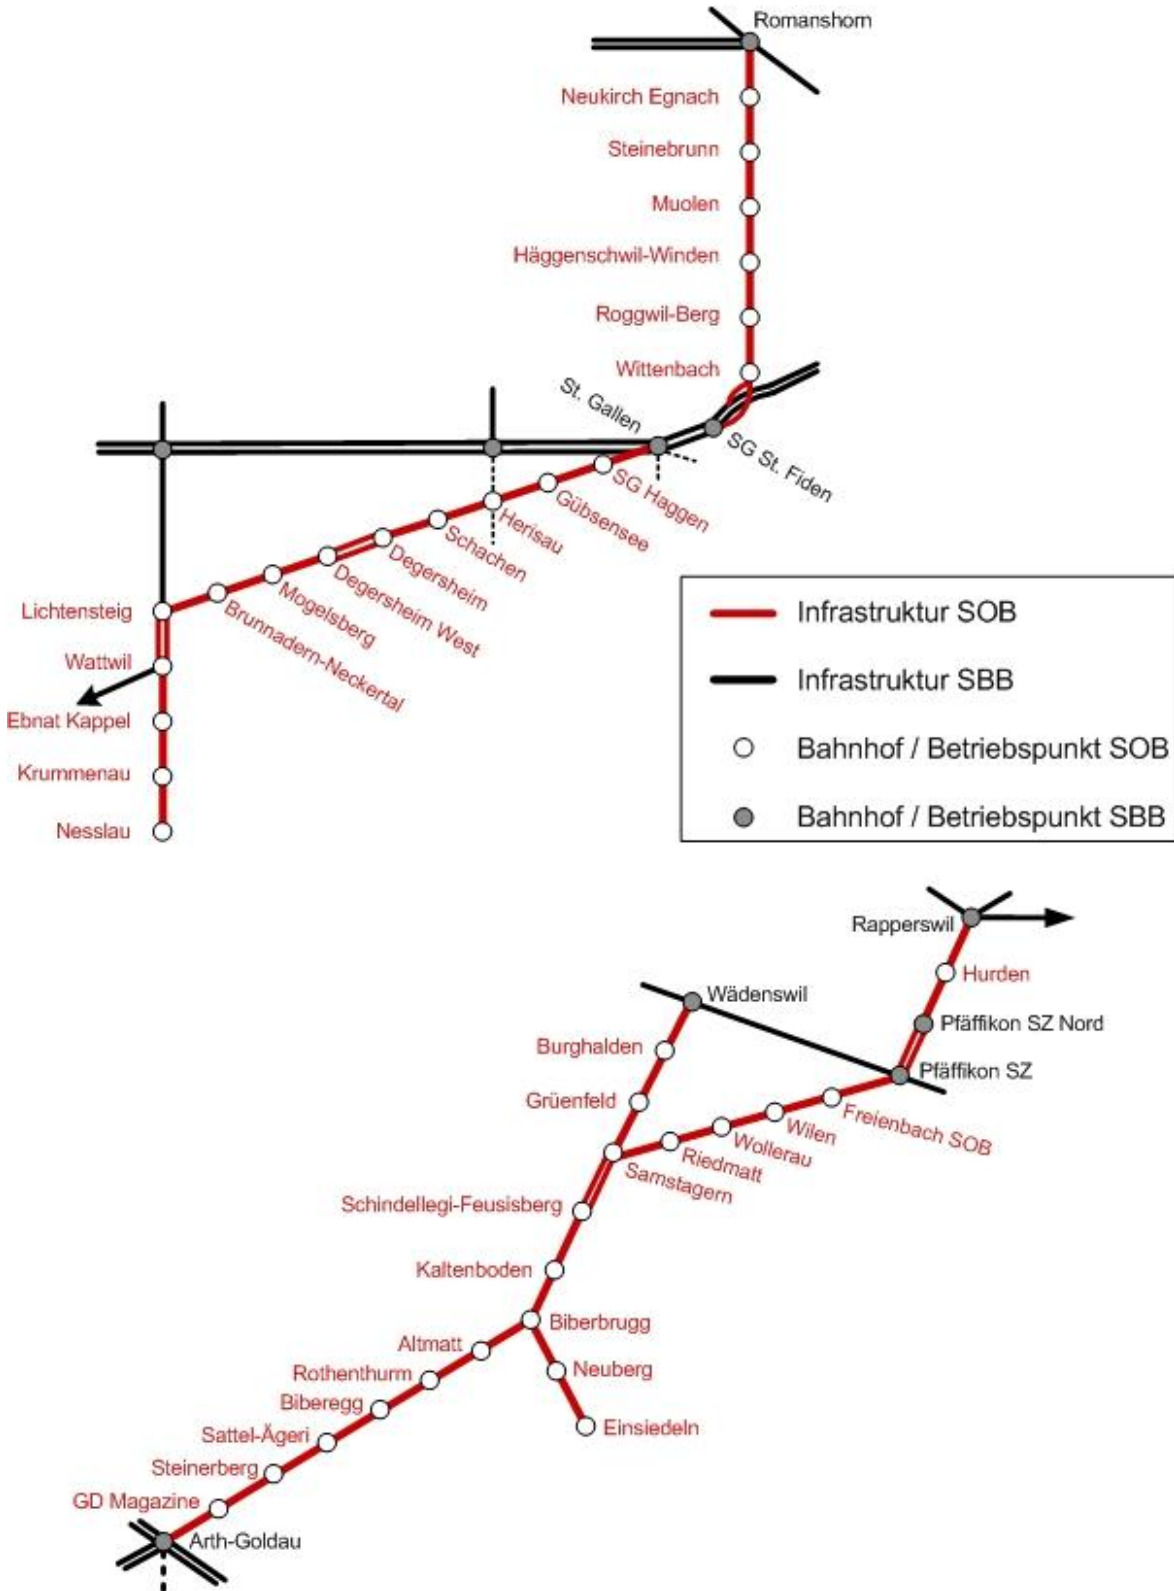 Romanshorn
Neukirch Egnach
Steinebrunn
Muolen
Häggenschwil-Winden
Roggwil-Berg
Wittenbach
St. Gallen
SG St. Fiden
SG Haggen
Gübsensee
Herisau
Schachen
Degersheim
Degersheim West
Mogelsberg
Brunnadern-Neckertal
Lichtensteig
Wattwil
Ebnat Kappel
Krummenau
Nesslau
Infrastruktur SOB
Infrastruktur SBB
Bahnhof / Betriebspunkt SOB
Bahnhof / Betriebspunkt SBB
Rapperswil
Hurden
Pfäffikon SZ Nord
Pfäffikon SZ
Wädenswil
Burghalden
Grüenfeld
Freienbach SOB
Wilen
Wollerau
Riedmatt
Samstagern
Schindellegi-Feusisberg
Kaltenboden
Biberbrugg
Altmatt
Neuberg
Rothenthurm
Biberegg
Einsiedeln
Sattel-Ägeri
Steinerberg
GD Magazine
Arth-Goldau